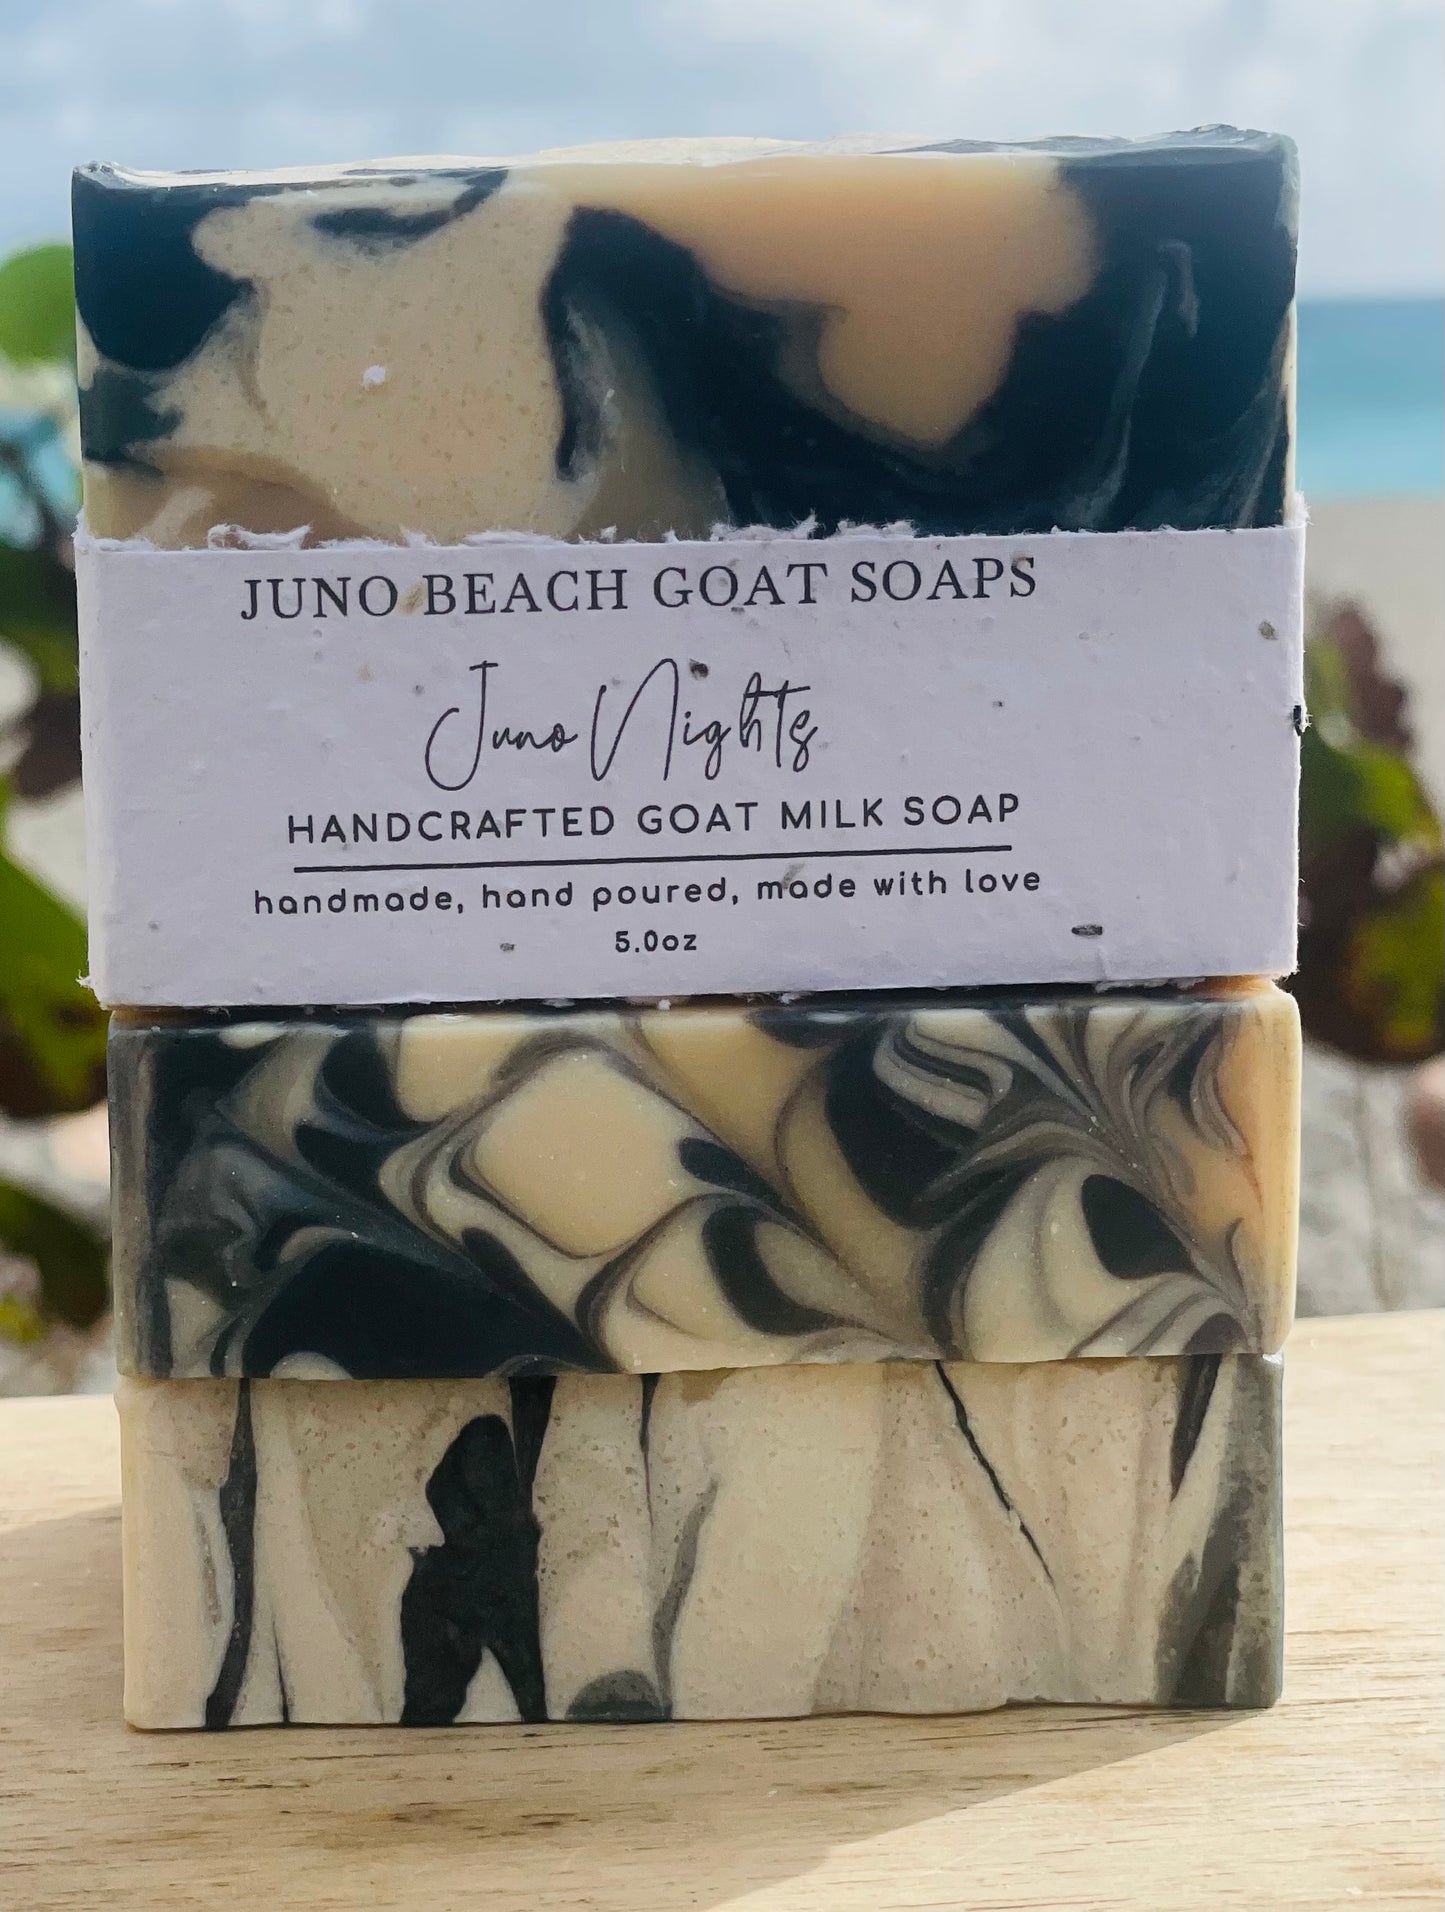 JUNO BEACH GOAT SOAPS
Juno Nights
HANDCRAFTED GOAT MILK SOAP
handmade, hand poured, made with love
5.0oz